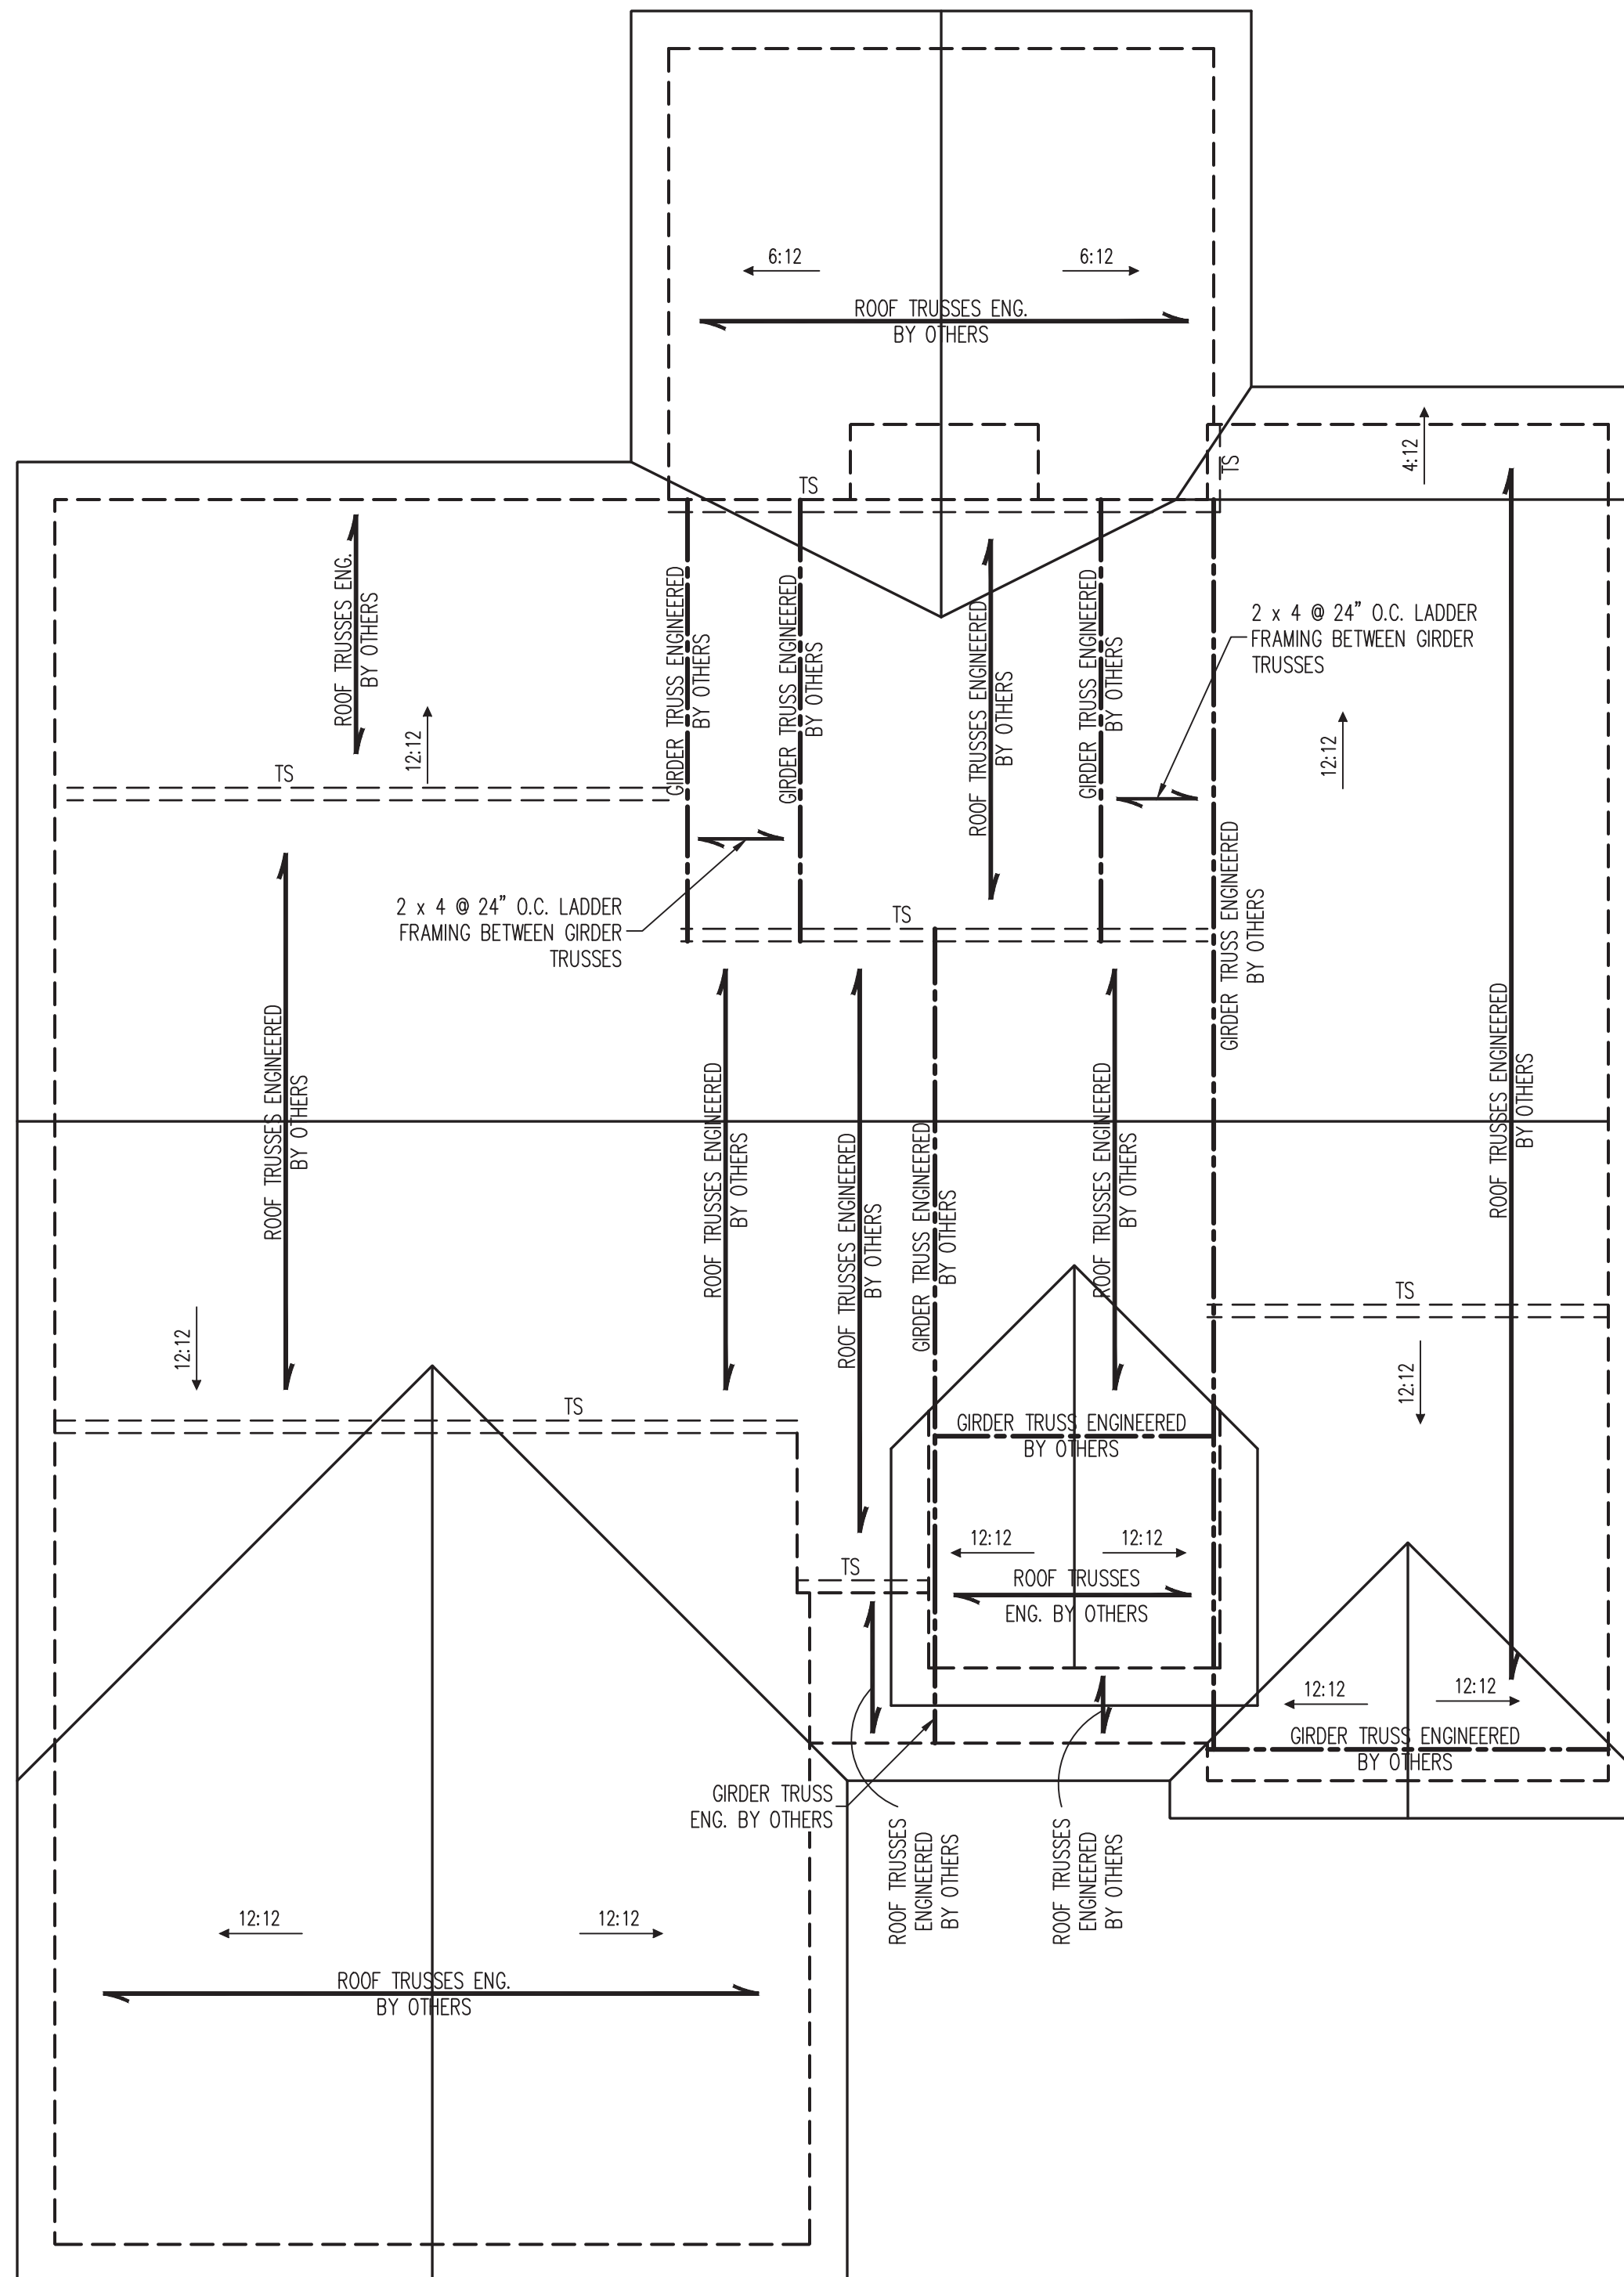 6:12
6:12
ROOF TRUSSES ENG.
BY OTHERS
4:12
TS
TS
ROOF TRUSSES ENG.
BY OTHERS
12:12
GIRDER TRUSS ENGINEERED
BY OTHERS
GIRDER TRUSS ENGINEERED
BY OTHERS
ROOF TRUSSES ENGINEERED
BY OTHERS
GIRDER TRUSS ENGINEERED
BY OTHERS
2 x 4 @ 24" O.C. LADDER
FRAMING BETWEEN GIRDER
TRUSSES
12:12
TS
2 x 4 @ 24" O.C. LADDER
FRAMING BETWEEN GIRDER
TRUSSES
TS
GIRDER TRUSS ENGINEERED
BY OTHERS
ROOF TRUSSES ENGINEERED
BY OTHERS
ROOF TRUSSES ENGINEERED
BY OTHERS
ROOF TRUSSES ENGINEERED
BY OTHERS
GIRDER TRUSS ENGINEERED
BY OTHERS
ROOF TRUSSES ENGINEERED
BY OTHERS
ROOF TRUSSES ENGINEERED
BY OTHERS
TS
12:12
12:12
TS
GIRDER TRUSS ENGINEERED
BY OTHERS
12:12
12:12
TS
ROOF TRUSSES
ENG. BY OTHERS
12:12
12:12
GIRDER TRUSS ENGINEERED
BY OTHERS
GIRDER TRUSS
ENG. BY OTHERS
ROOF TRUSSES
ENGINEERED
BY OTHERS
ROOF TRUSSES
ENGINEERED
BY OTHERS
12:12
12:12
ROOF TRUSSES ENG.
BY OTHERS